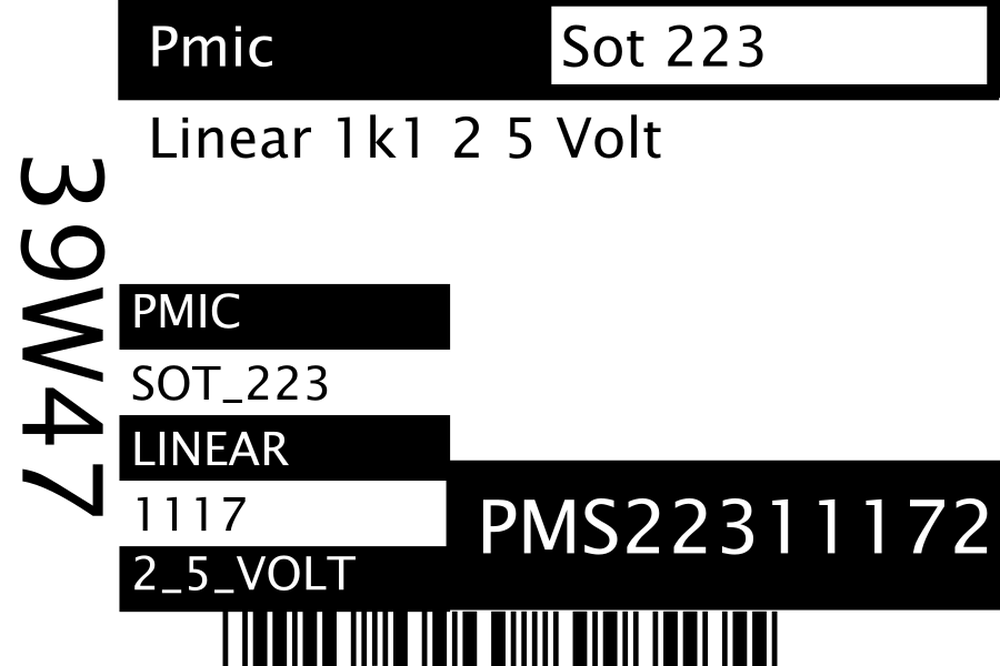 Pmic
Sot 223
Linear 1k1 2 5 Volt
39W47
PMIC
SOT_223
LINEAR
1117
2_5_VOLT
PMS22311172